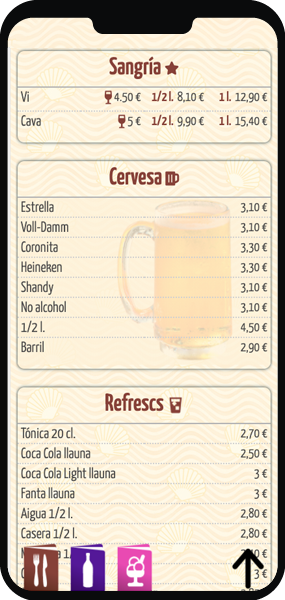 Sangría
Vi 4.50 € 1/2 l. 8,10 € 1 l. 12,90 €
Cava 5 € 1/2 l. 9,90 € 1 l. 15,40 €
Cervesa
Estrella 3,10 €
Voll-Damm 3,10 €
Coronita 3,30 €
Heineken 3,30 €
Shandy 3,10 €
No alcohol 3,10 €
1/2 l. 4,50 €
Barril 2,90 €
Refrescs
Tónica 20 cl. 2,70 €
Coca Cola llauna 2,50 €
Coca Cola Light llauna 3 €
Fanta llauna 3 €
Aigua 1/2 l. 2,80 €
Casera 1/2 l. 2,80 €
3 €